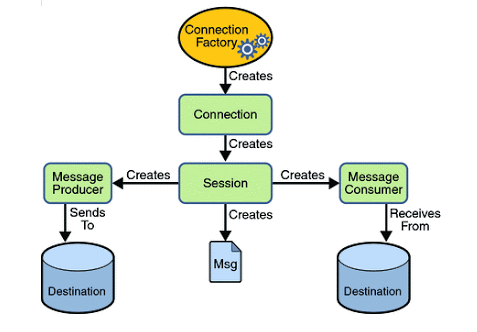 Connection
Factory
Creates
Connection
Creates
Message
Producer
Creates
Session
Creates
Message
Consumer
Sends
To
Creates
Receives
From
Msg
Destination
Destination